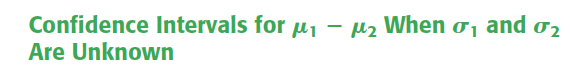 Confidence Intervals for μ₁ − μ₂ When σ₁ and σ₂
Are Unknown